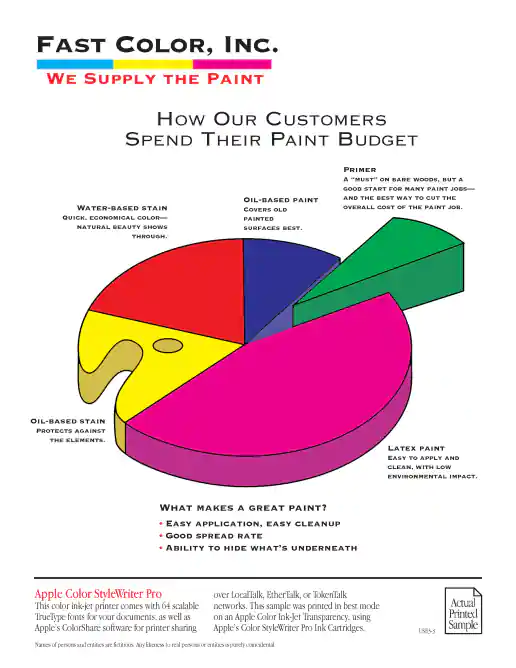 FAST COLOR, INC.
WE SUPPLY THE PAINT
HOW OUR CUSTOMERS
SPEND THEIR PAINT BUDGET
PRIMER
A "MUST" ON BARE WOODS, BUT A
GOOD START FOR MANY PAINT JOBS—
AND THE BEST WAY TO CUT THE
OVERALL COST OF THE PAINT JOB.
OIL-BASED PAINT
COVERS OLD
PAINTED
SURFACES BEST.
WATER-BASED STAIN
QUICK, ECONOMICAL COLOR—
NATURAL BEAUTY SHOWS
THROUGH.
OIL-BASED STAIN
PROTECTS AGAINST
THE ELEMENTS.
LATEX PAINT
EASY TO APPLY AND
CLEAN, WITH LOW
ENVIRONMENTAL IMPACT.
WHAT MAKES A GREAT PAINT?
• EASY APPLICATION, EASY CLEANUP
• GOOD SPREAD RATE
• ABILITY TO HIDE WHAT'S UNDERNEATH
Apple Color StyleWriter Pro
This color ink-jet printer comes with 64 scalable
TrueType fonts for your documents, as well as
Apple's ColorShare software for printer sharing
over LocalTalk, EtherTalk, or TokenTalk
networks. This sample was printed in best mode
on an Apple Color Ink-Jet Transparency, using
Apple's Color StyleWriter Pro Ink Cartridges.
Actual
Printed
Sample
Names of persons and entities are fictitious. Any likeness to real persons or entities is purely coincidental.